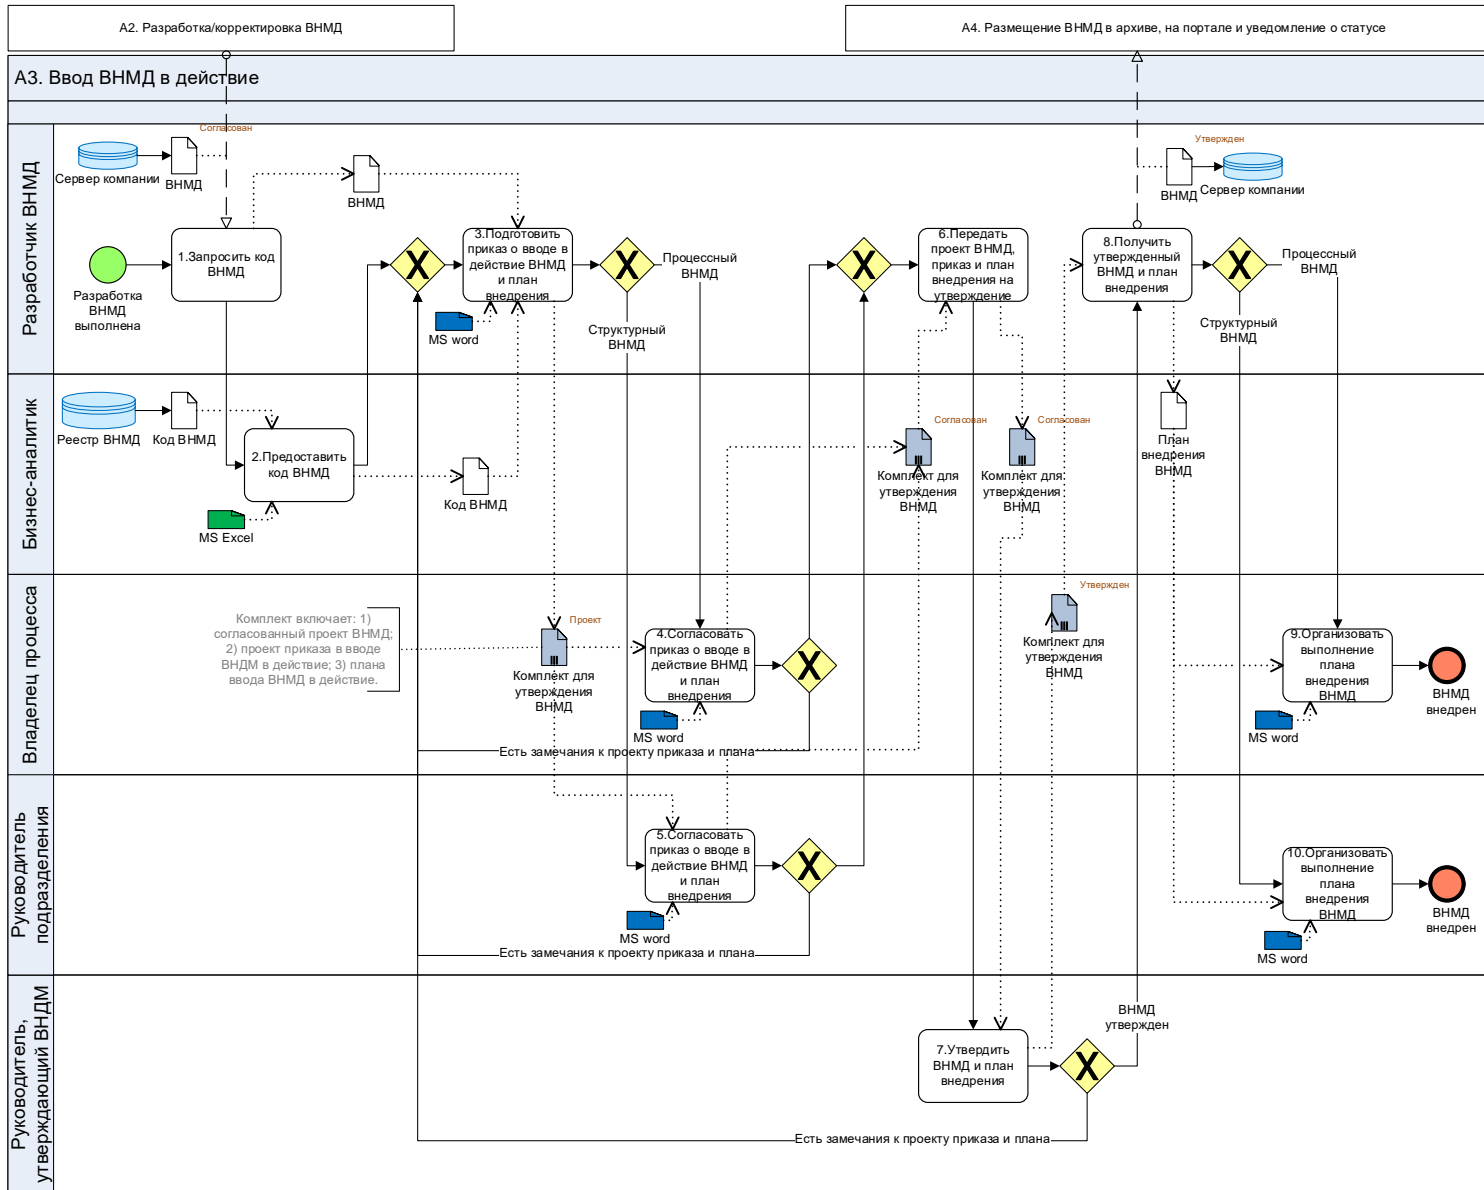 А2. Разработка/корректировка ВНМД
А4. Размещение ВНМД в архиве, на портале и уведомление о статусе
А3. Ввод ВНМД в действие
Разработчик ВНМД
Согласован
Сервер компании
ВНМД
ВНМД
Утвержден
ВНМД
Сервер компании
Разработка
ВНМД
выполнена
1.Запросить код
ВНМД
3.Подготовить
приказ о вводе в
действие ВНМД
и план
внедрения
MS word
Процессный
ВНМД
Структурный
ВНМД
6.Передать
проект ВНМД,
приказ и план
внедрения на
утверждение
8.Получить
утвержденный
ВНМД и план
внедрения
Процессный
ВНМД
Структурный
ВНМД
Бизнес-аналитик
Реестр ВНМД
Код ВНМД
2.Предоставить
код ВНМД
MS Excel
Код ВНМД
Согласован
Комплект для
утверждения
ВНМД
Согласован
Комплект для
утверждения
ВНМД
План
внедрения
ВНМД
Владелец процесса
Комплект включает: 1)
согласованный проект ВНМД;
2) проект приказа в вводе
ВНДМ в действие; 3) плана
ввода ВНМД в действие.
Проект
Комплект для
утверждения
ВНМД
4.Согласовать
приказ о вводе в
действие ВНМД
и план
внедрения
MS word
Есть замечания к проекту приказа и плана
Утвержден
Комплект для
утверждения
ВНМД
9.Организовать
выполнение
плана
внедрения
ВНМД
MS word
ВНМД
внедрен
Руководитель
подразделения
5.Согласовать
приказ о вводе в
действие ВНМД
и план
внедрения
MS word
Есть замечания к проекту приказа и плана
10.Организовать
выполнение
плана
внедрения
ВНМД
MS word
ВНМД
внедрен
Руководитель,
утверждающий ВНДМ
7.Утвердить
ВНМД и план
внедрения
ВНМД
утвержден
Есть замечания к проекту приказа и плана